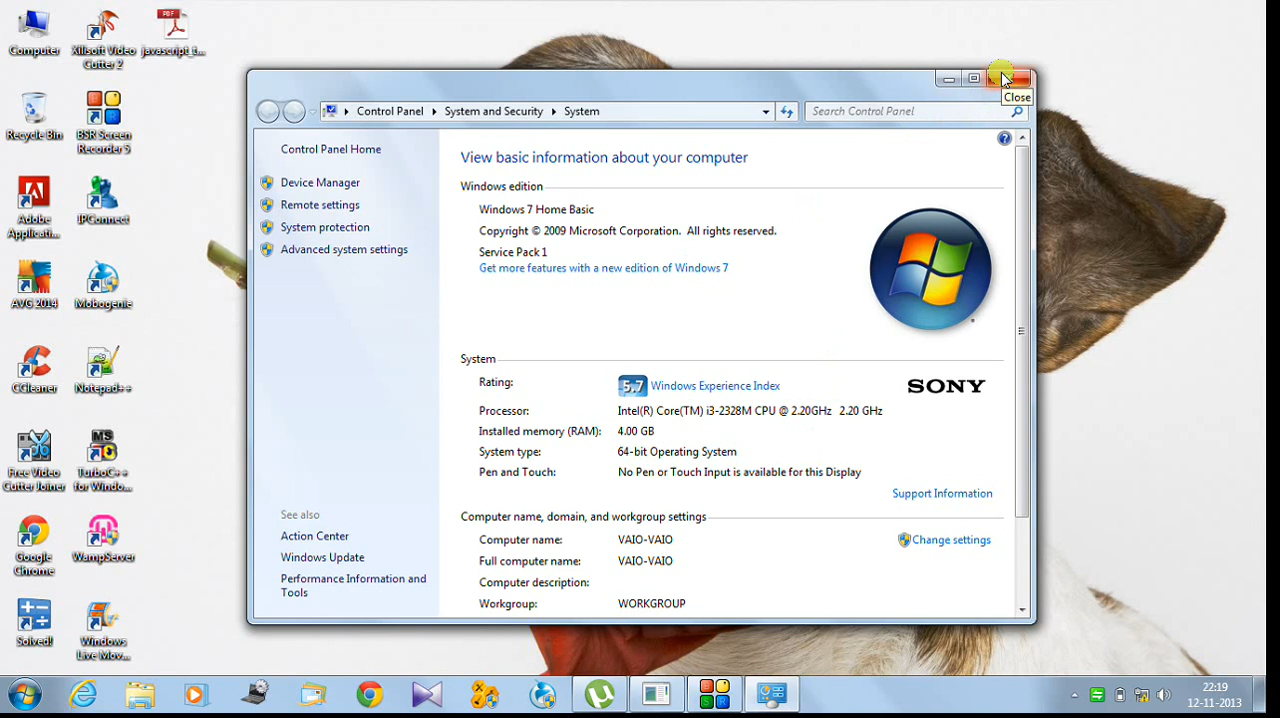 Computer
Xilisoft Video
Cutter 2
javascript_t...
Recycle Bin
BSR Screen
Recorder 5
Adobe
Applicati...
IPConnect
AVG 2014
Mobogenie
CCleaner
Notepad++
Free Video
Cutter Joiner
TurboC++
for Windo...
Google
Chrome
WampServer
Solved!
Windows
Live Mov...
Close
Control Panel
System and Security
System
Search Control Panel
Control Panel Home
Device Manager
Remote settings
System protection
Advanced system settings
See also
Action Center
Windows Update
Performance Information and
Tools
View basic information about your computer
Windows edition
Windows 7 Home Basic
Copyright © 2009 Microsoft Corporation. All rights reserved.
Service Pack 1
Get more features with a new edition of Windows 7
System
Rating: 5.7 Windows Experience Index
SONY
Processor: Intel(R) Core(TM) i3-2328M CPU @ 2.20GHz 2.20 GHz
Installed memory (RAM): 4.00 GB
System type: 64-bit Operating System
Pen and Touch: No Pen or Touch Input is available for this Display
Support Information
Computer name, domain, and workgroup settings
Computer name: VAIO-VAIO
Change settings
Full computer name: VAIO-VAIO
Computer description:
Workgroup: WORKGROUP
22:19
12-11-2013